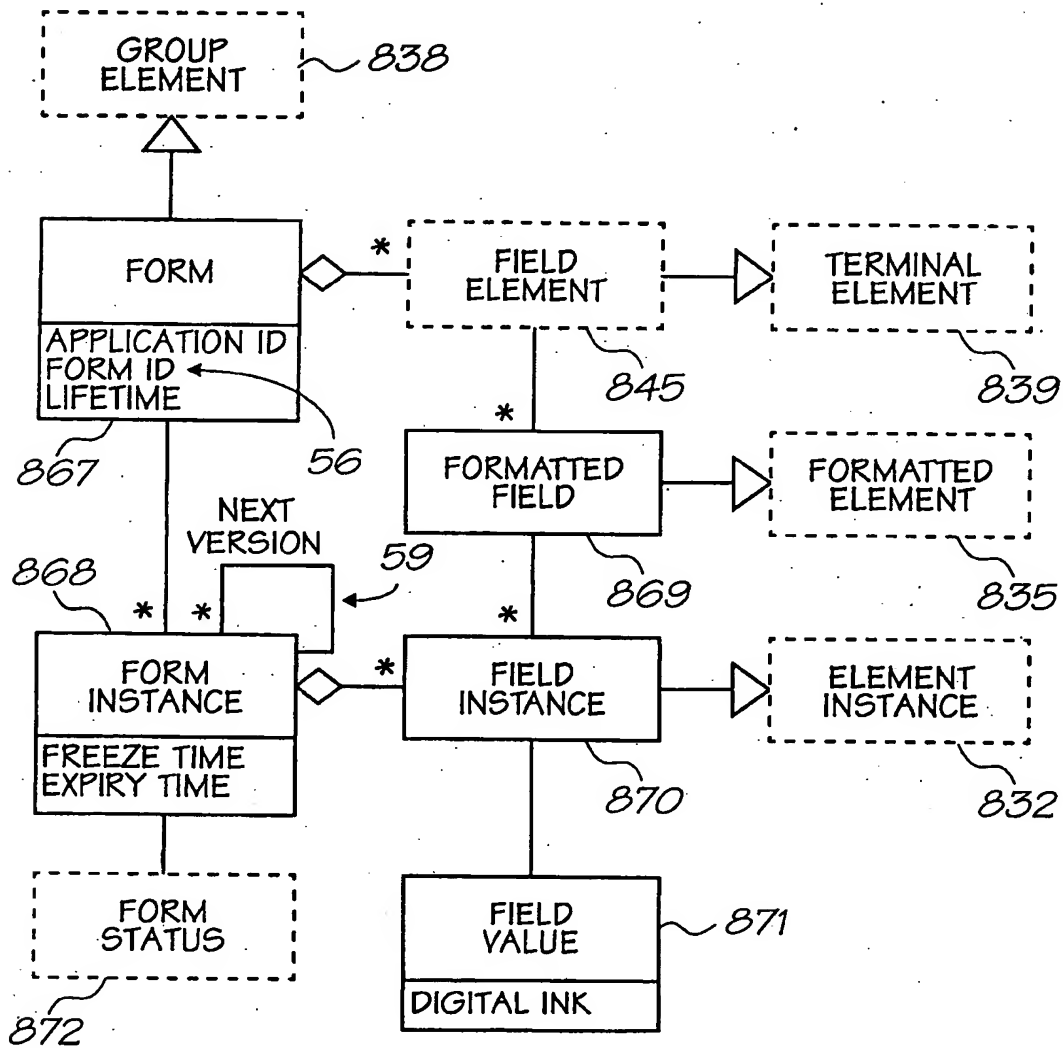 GROUP
ELEMENT
838
FORM
APPLICATION ID
FORM ID
LIFETIME
867
56
*
FIELD
ELEMENT
845
TERMINAL
ELEMENT
839
*
FORMATTED
FIELD
869
FORMATTED
ELEMENT
835
NEXT
VERSION
59
868
* *
FORM
INSTANCE
FREEZE TIME
EXPIRY TIME
*
*
FIELD
INSTANCE
870
ELEMENT
INSTANCE
832
FORM
STATUS
872
FIELD
VALUE
871
DIGITAL INK